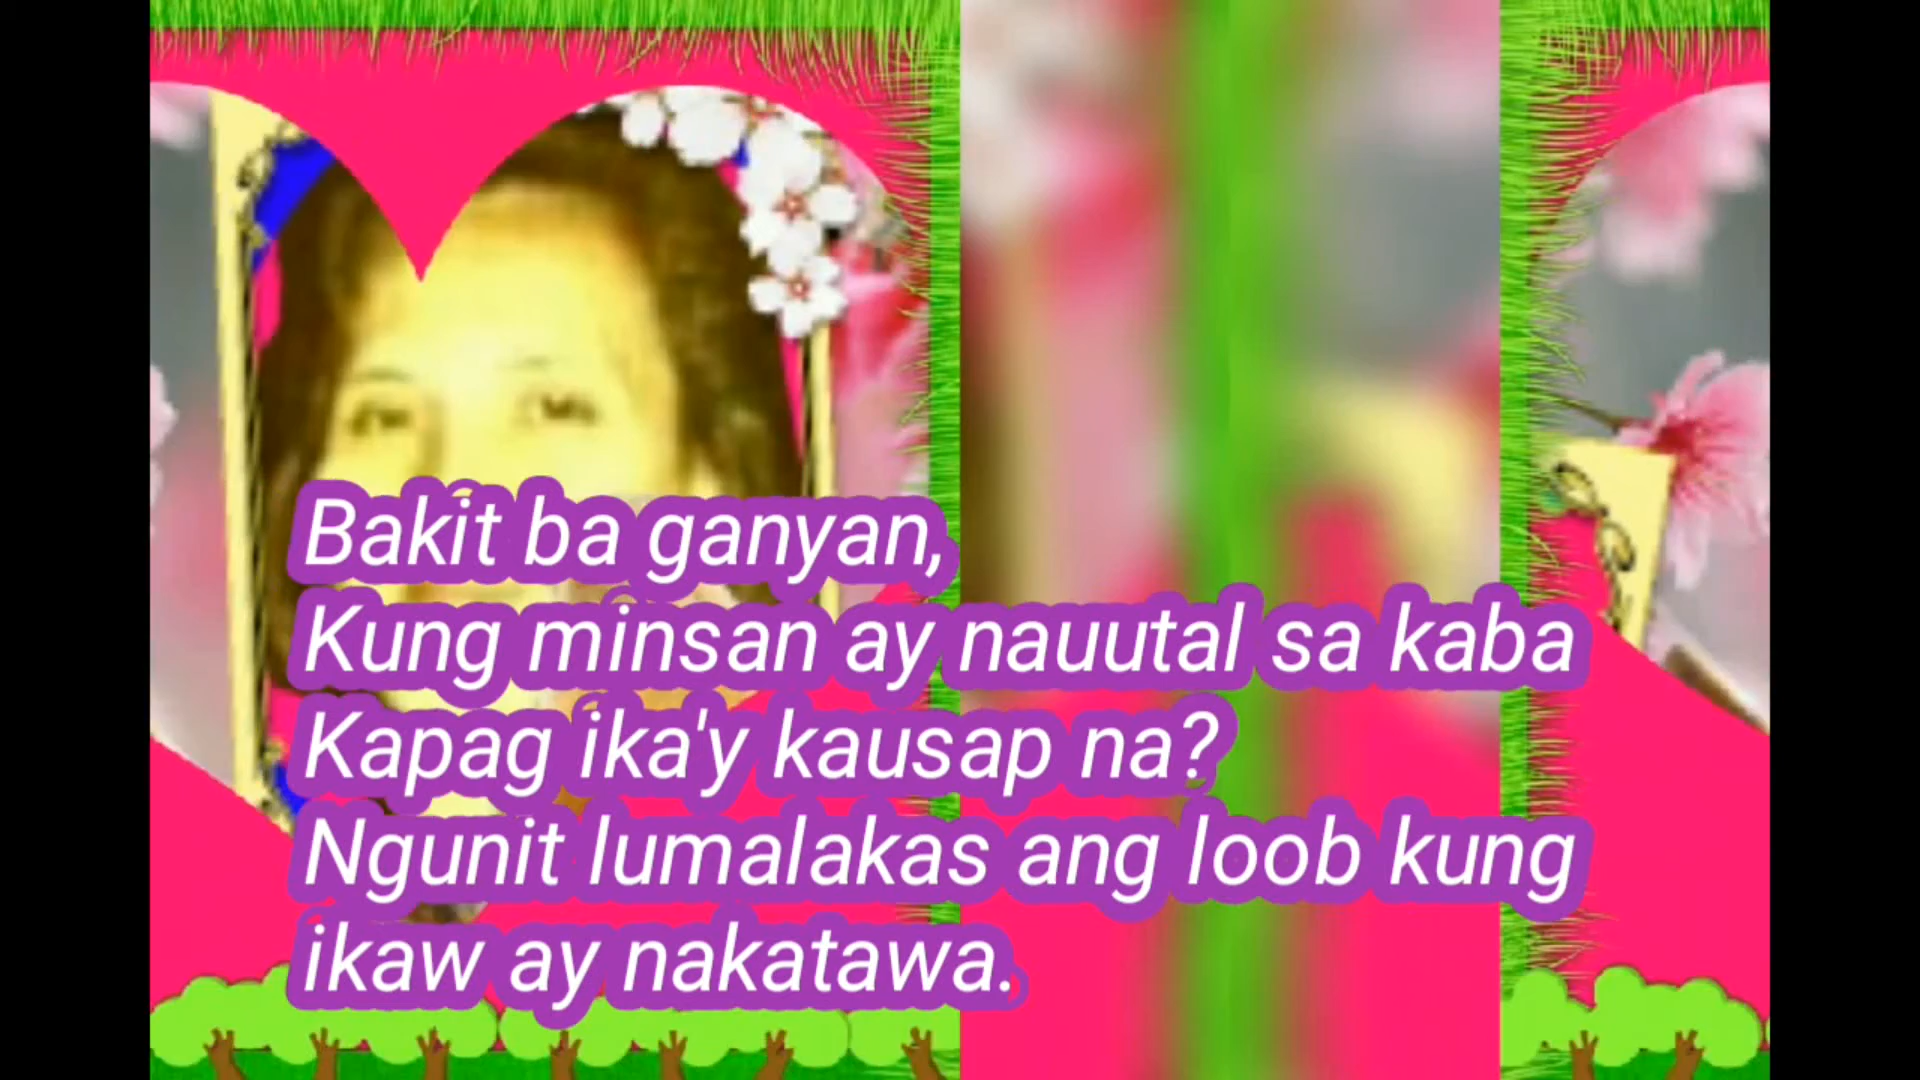 Bakit ba ganyan,
Kung minsan ay nauutal sa kaba
Kapag ika'y kausap na?
Ngunit lumalakas ang loob kung
ikaw ay nakatawa.